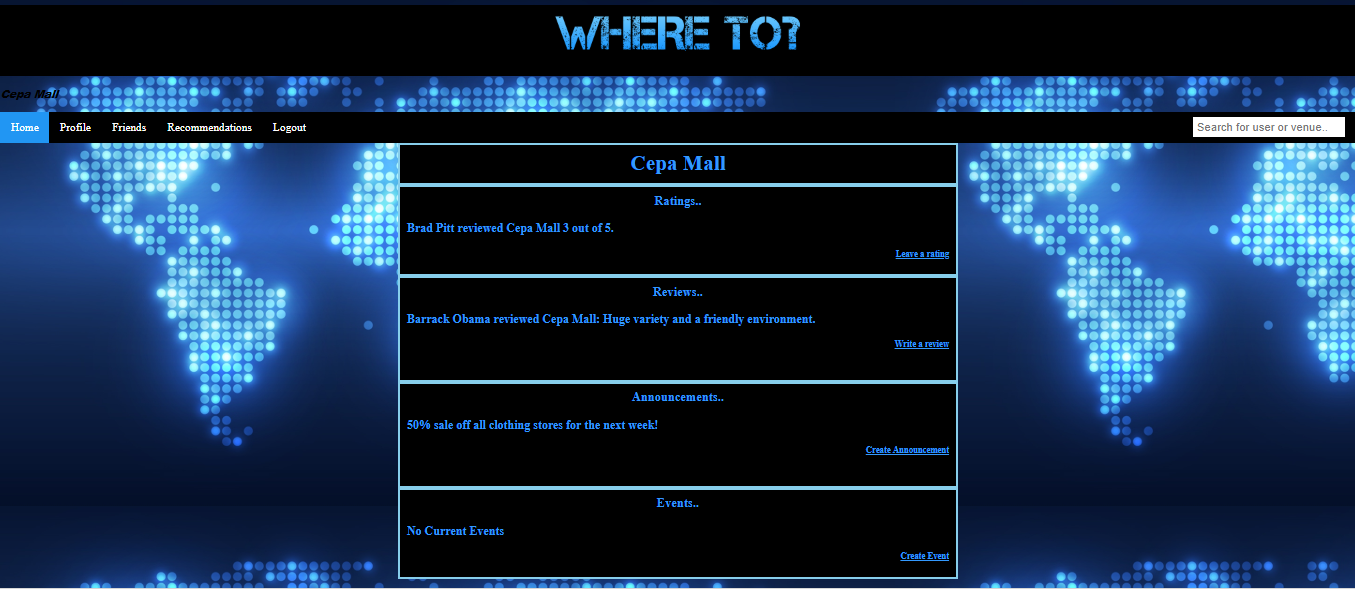 WHERE TO?
Cepa Mall
Home Profile Friends Recommendations Logout Search for user or venue..
Cepa Mall
Ratings..
Brad Pitt reviewed Cepa Mall 3 out of 5.
Leave a rating
Reviews..
Barrack Obama reviewed Cepa Mall: Huge variety and a friendly environment.
Write a review
Announcements..
50% sale off all clothing stores for the next week!
Create Announcement
Events..
No Current Events
Create Event